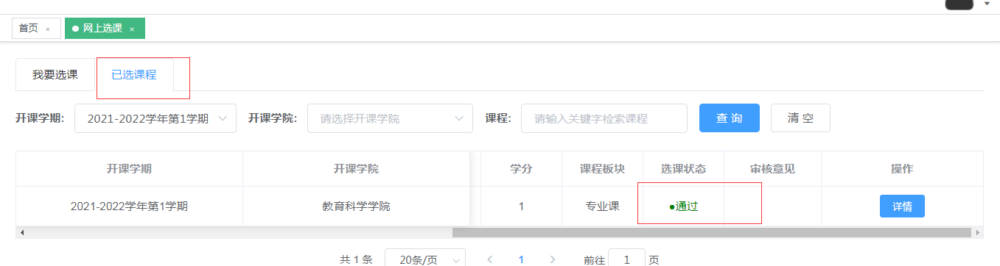 首页 ×
网上选课 ×
我要选课 已选课程
开课学期: 2021-2022学年第1学期 开课学院: 请选择开课学院 课程: 请输入关键字检索课程 查 询 清 空
开课学期 开课学院 学分 课程板块 选课状态 审核意见 操作
2021-2022学年第1学期 教育科学学院 1 专业课 ●通过 详情
共 1 条 20条/页 1 前往 1 页